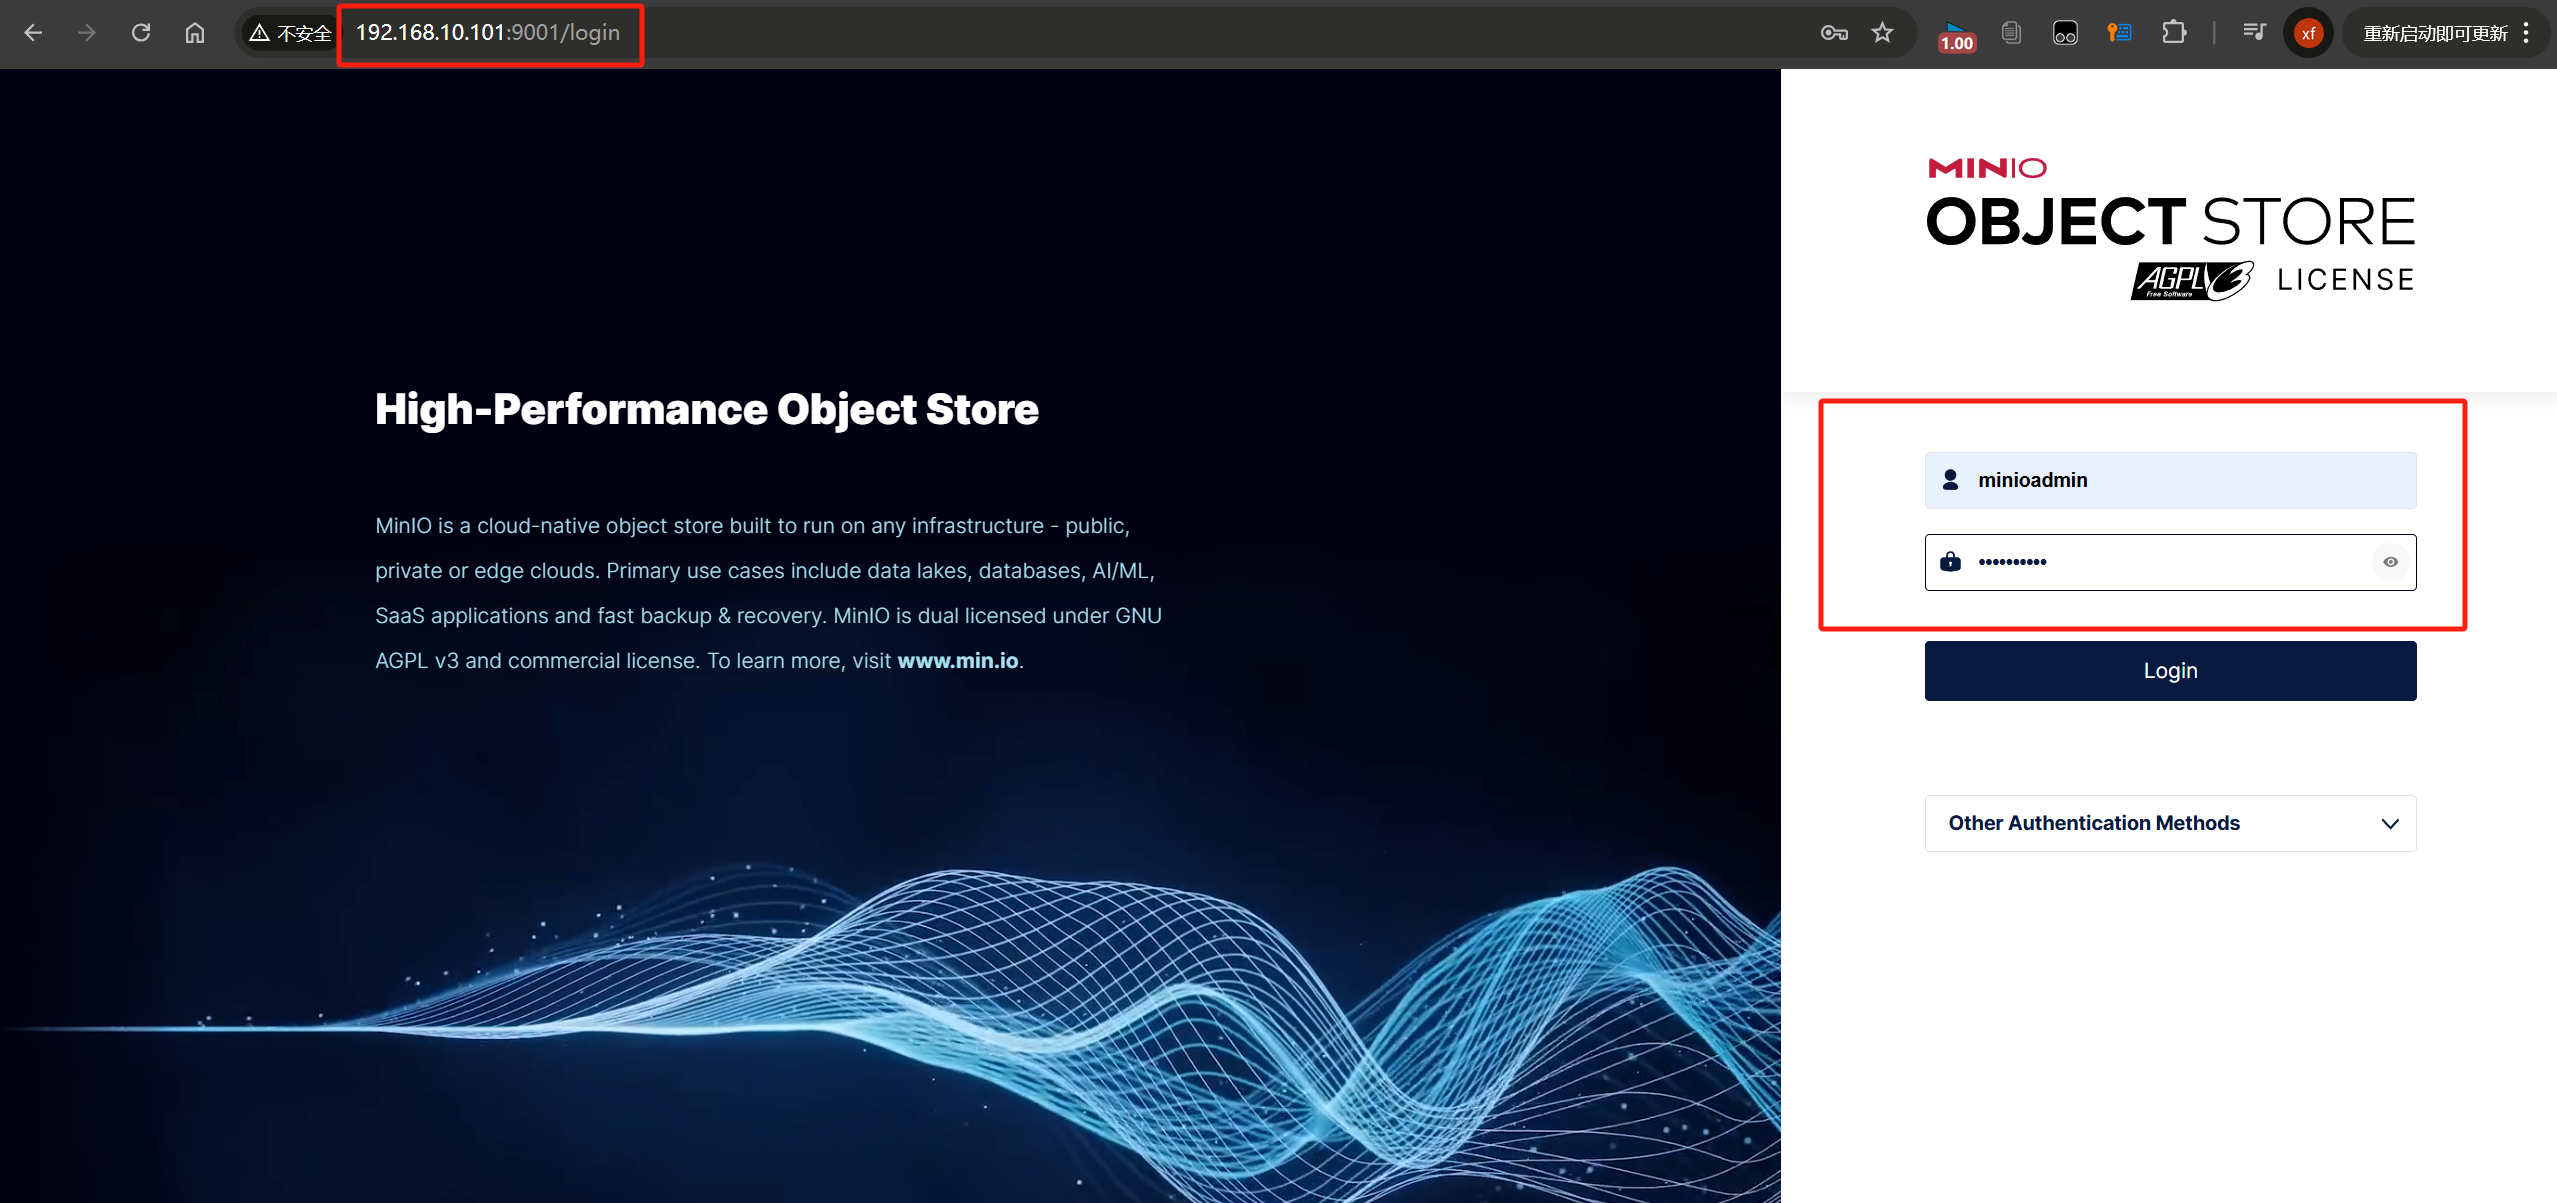 不安全
192.168.10.101:9001/login
1.00
xf
重新启动即可更新
MINIO
OBJECT STORE
AGPLV3
Free Software
LICENSE
High-Performance Object Store
MinIO is a cloud-native object store built to run on any infrastructure - public,
private or edge clouds. Primary use cases include data lakes, databases, AI/ML,
SaaS applications and fast backup & recovery. MinIO is dual licensed under GNU
AGPL v3 and commercial license. To learn more, visit www.min.io.
minioadmin
••••••••••
Login
Other Authentication Methods